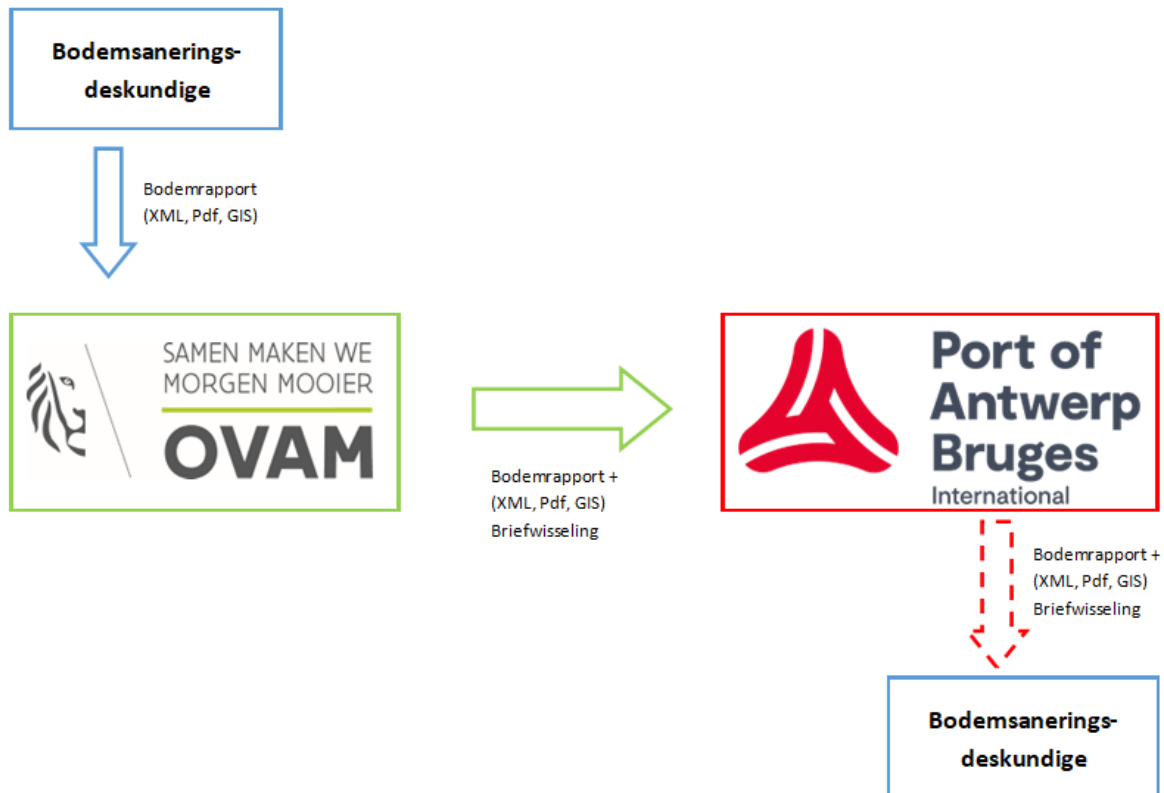 Bodemsanerings-
deskundige
Bodemrapport
(XML, Pdf, GIS)
SAMEN MAKEN WE
MORGEN MOOIER
OVAM
Bodemrapport +
(XML, Pdf, GIS)
Briefwisseling
Port of
Antwerp
Bruges
International
Bodemrapport +
(XML, Pdf, GIS)
Briefwisseling
Bodemsanerings-
deskundige